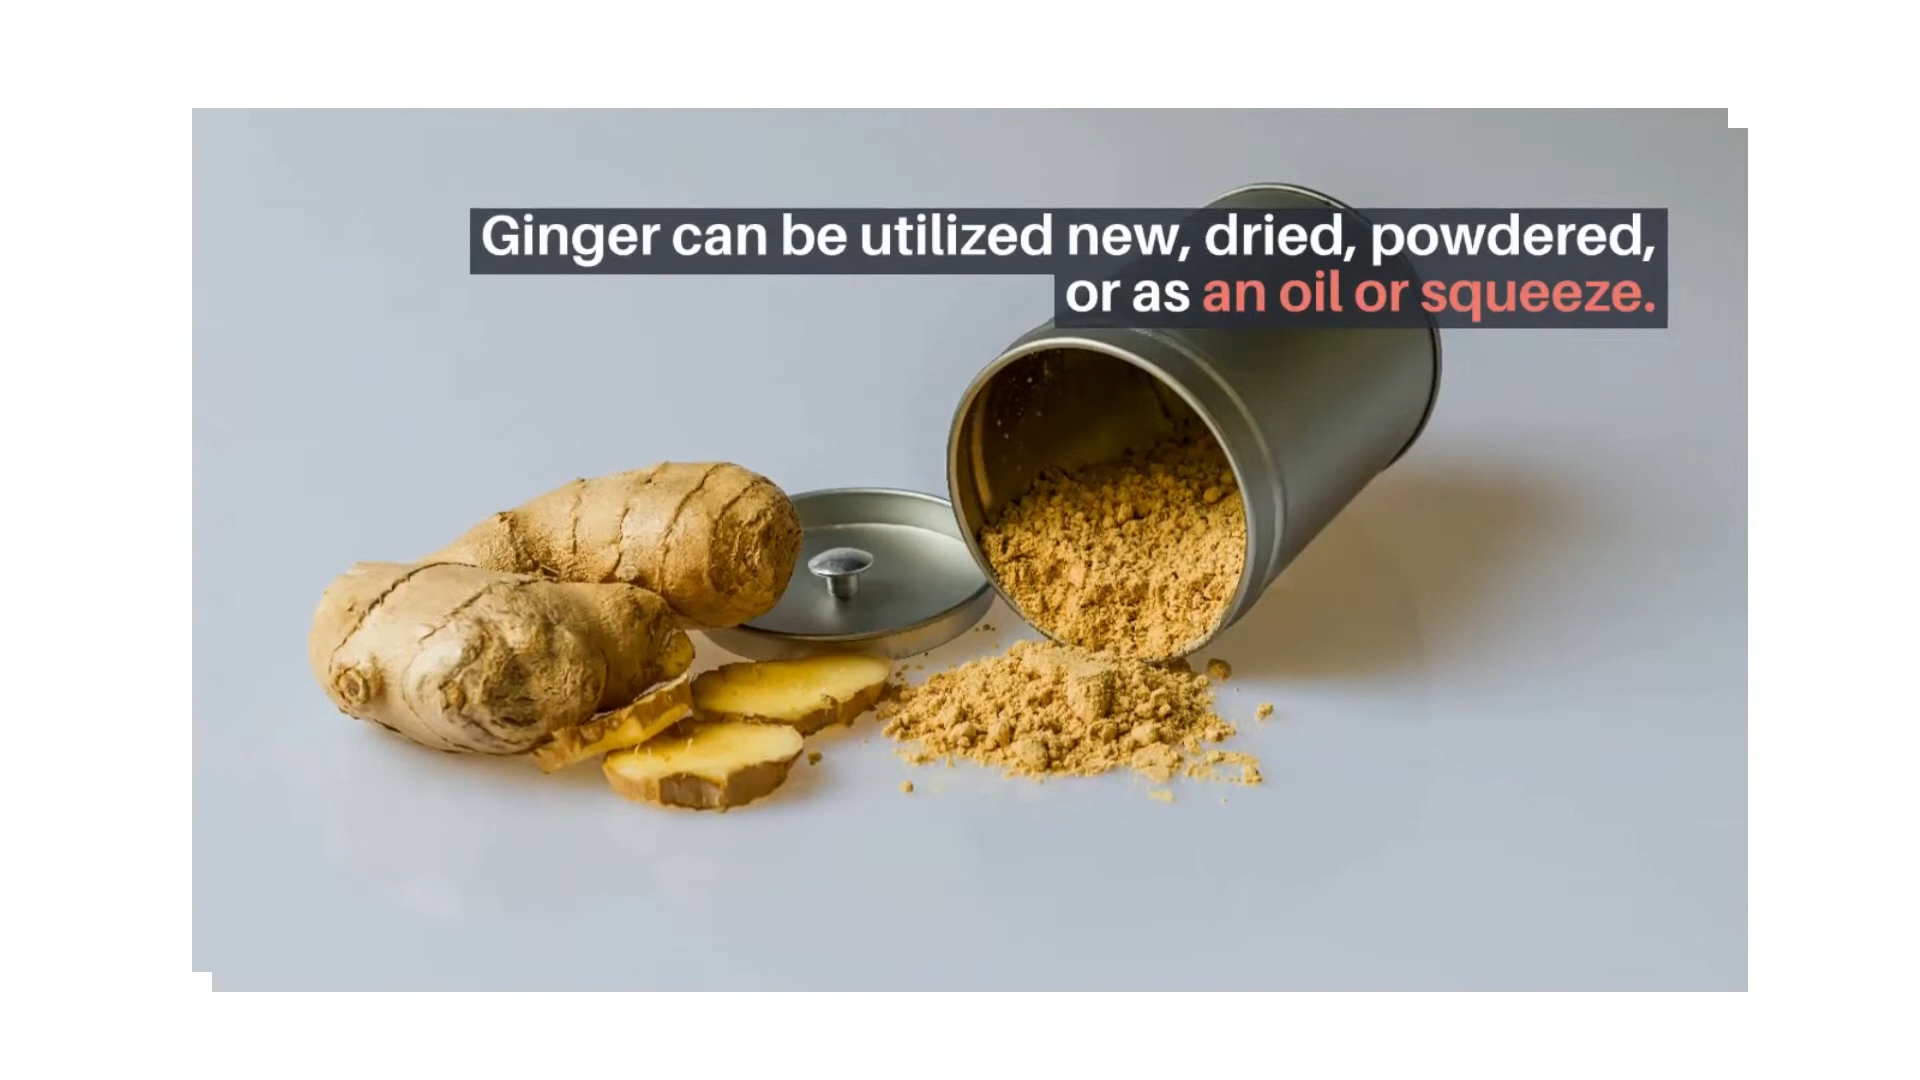 Ginger can be utilized new, dried, powdered,
or as an oil or squeeze.